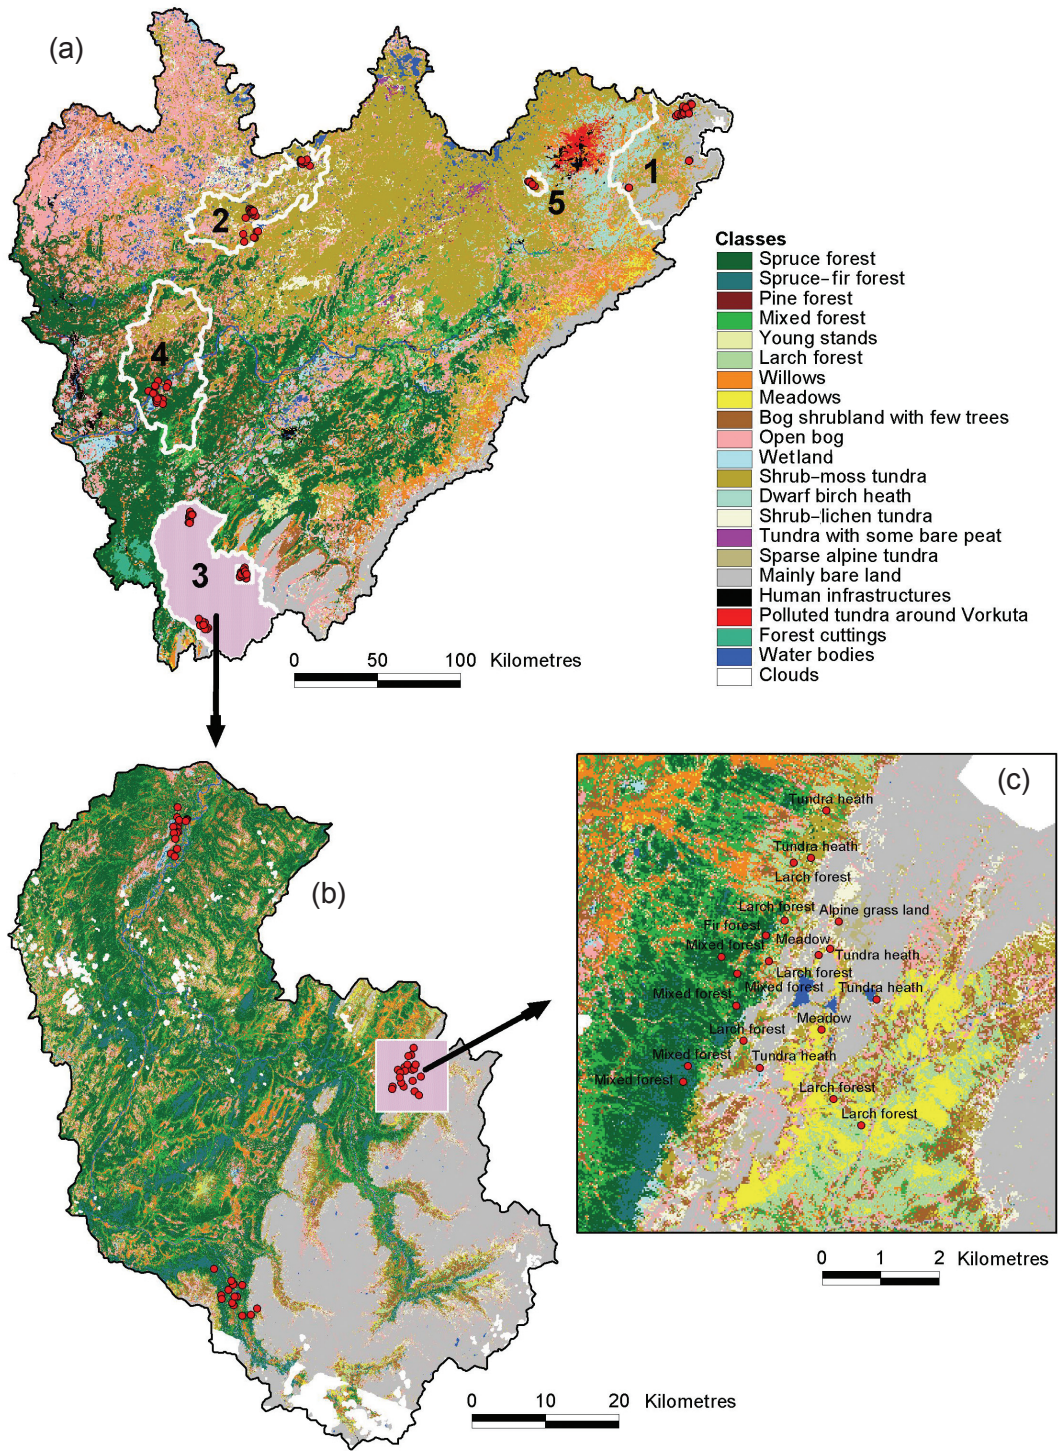 (a)
1
2
5
4
3
Classes
Spruce forest
Spruce-fir forest
Pine forest
Mixed forest
Young stands
Larch forest
Willows
Meadows
Bog shrubland with few trees
Open bog
Wetland
Shrub-moss tundra
Dwarf birch heath
Shrub-lichen tundra
Tundra with some bare peat
Sparse alpine tundra
Mainly bare land
Human infrastructures
Polluted tundra around Vorkuta
Forest cuttings
Water bodies
Clouds
0 50 100 Kilometres
(b)
0 10 20 Kilometres
(c)
Tundra heath
Tundra heath
Larch forest
Larch forest
Alpine grass land
Fir forest
Meadow
Mixed forest
Tundra heath
Larch forest
Mixed forest
Tundra heath
Mixed forest
Meadow
Larch forest
Mixed forest
Tundra heath
Mixed forest
Larch forest
Larch forest
0 1 2 Kilometres